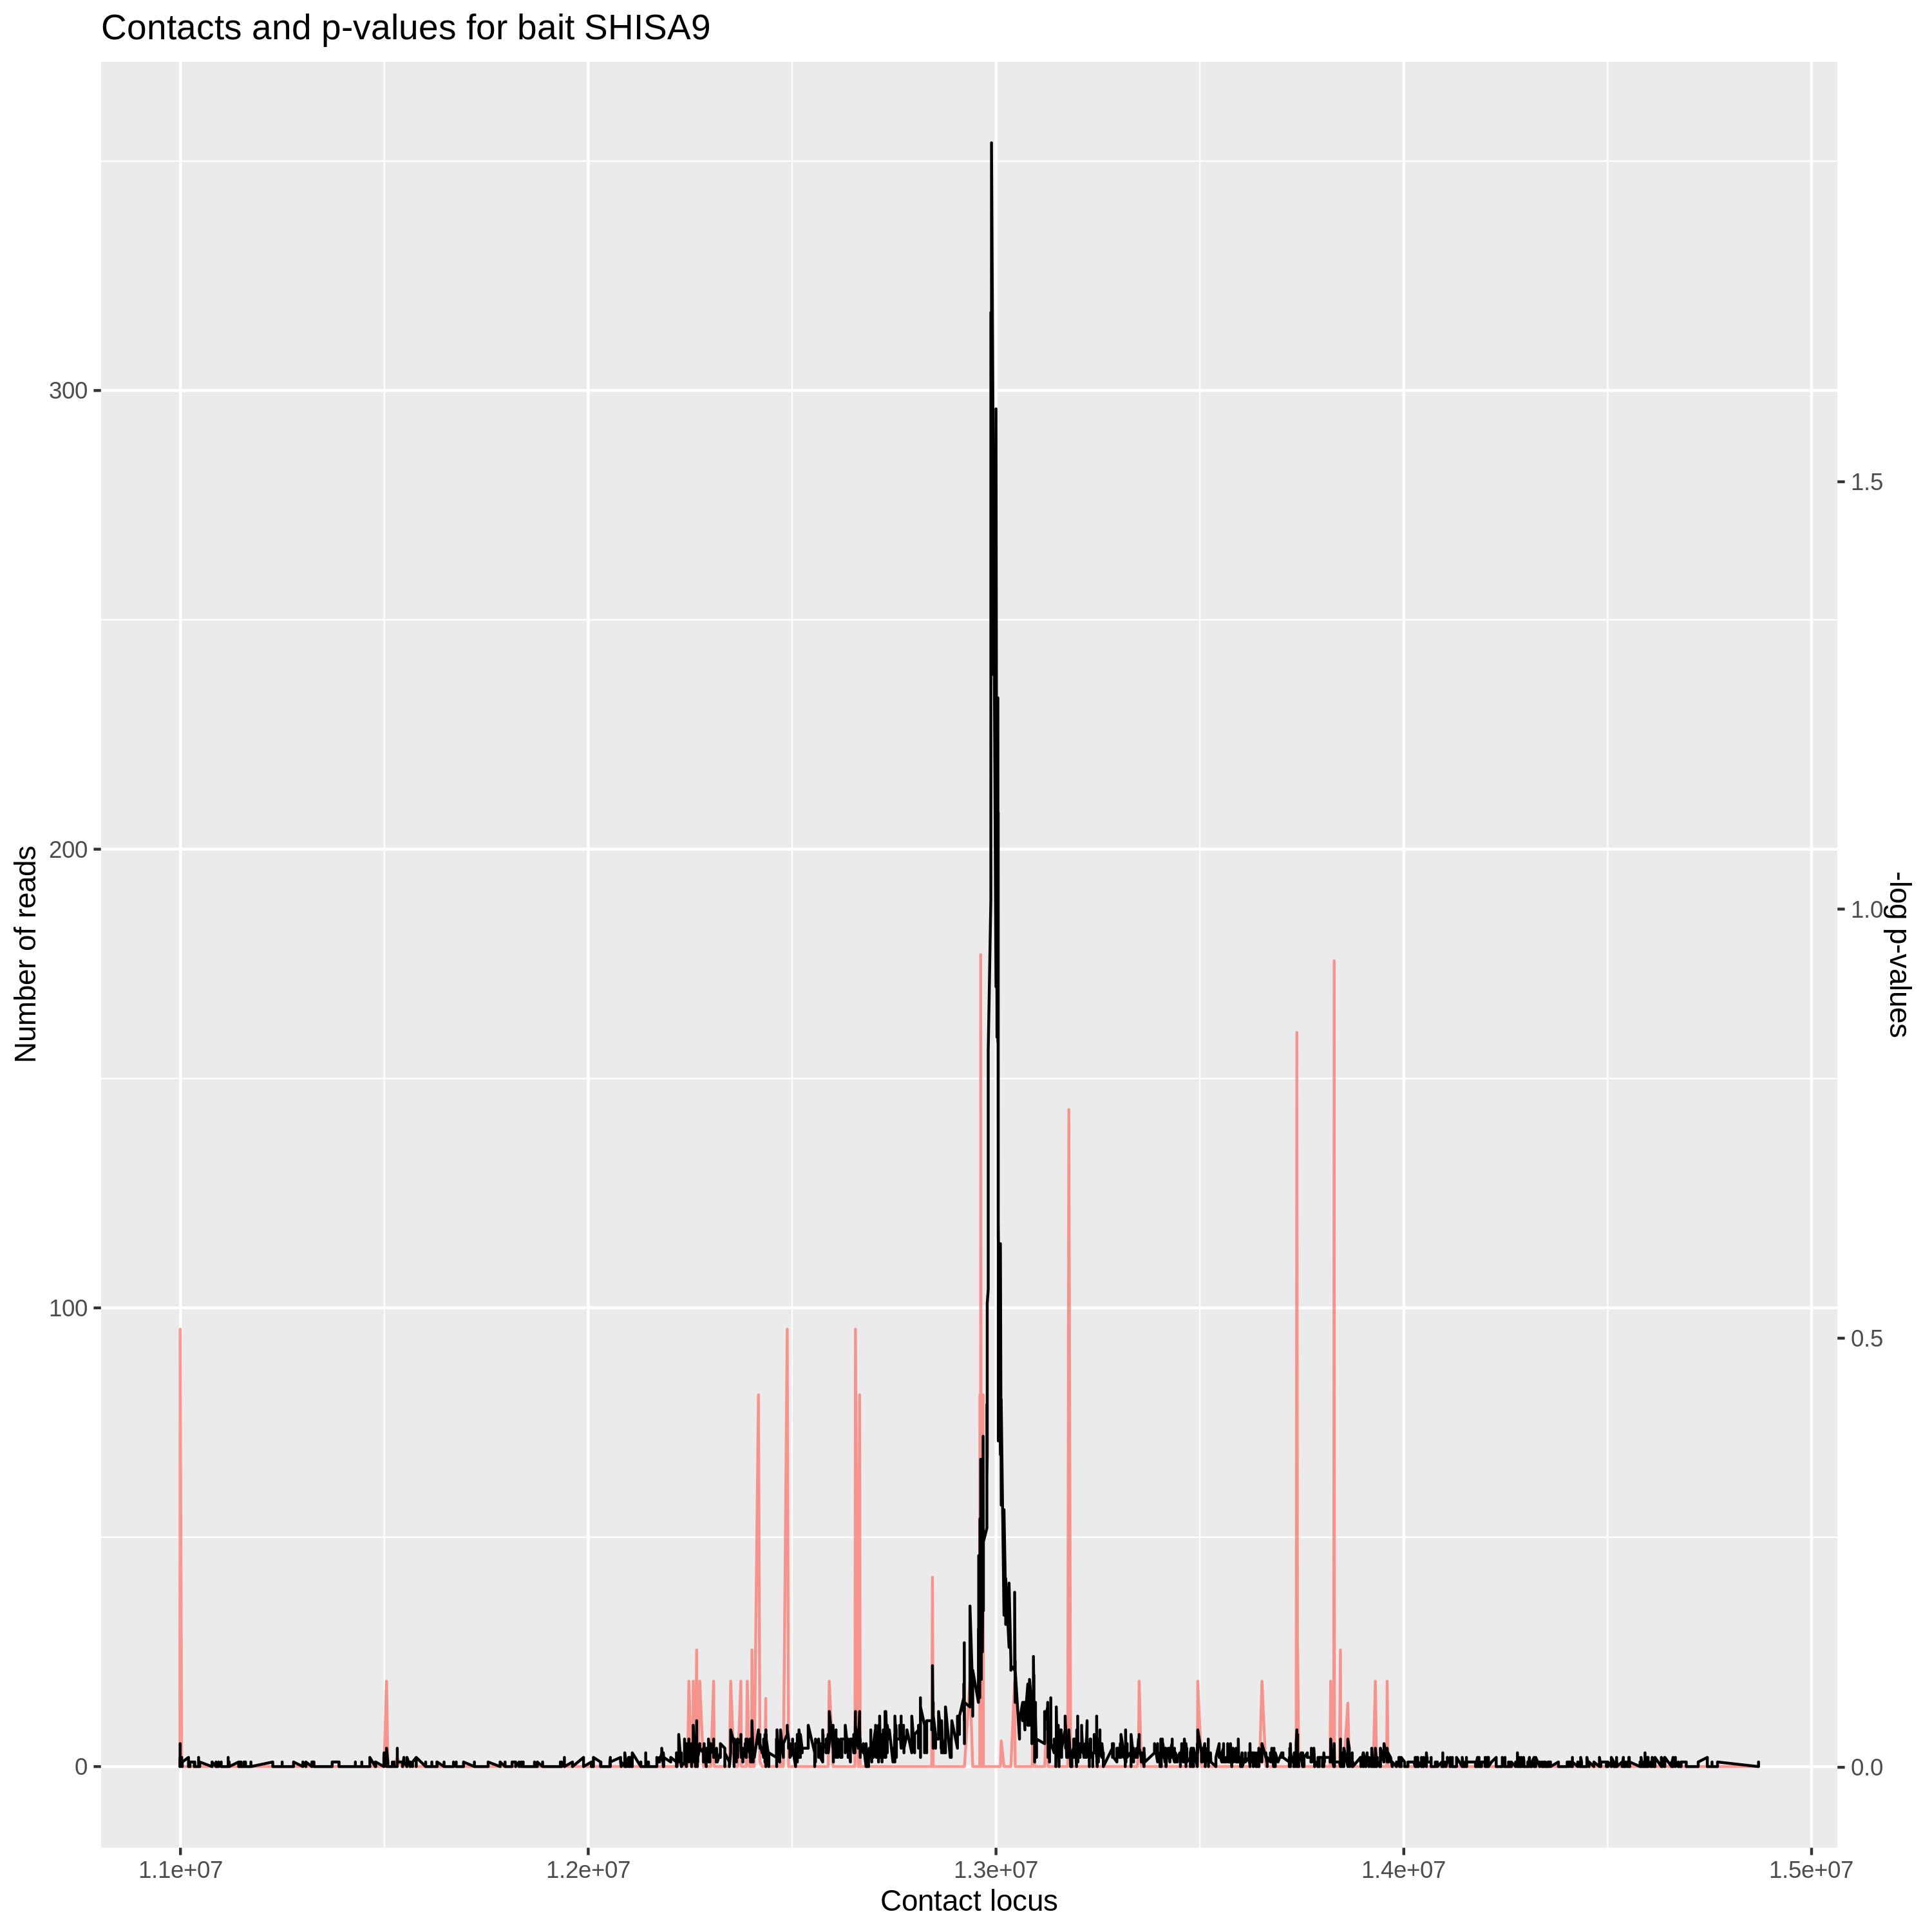 Contacts and p-values for bait SHISA9
300
200
100
0
Number of reads
1.5
1.0
0.5
0.0
-log p-values
1.1e+07 1.2e+07 1.3e+07 1.4e+07 1.5e+07
Contact locus